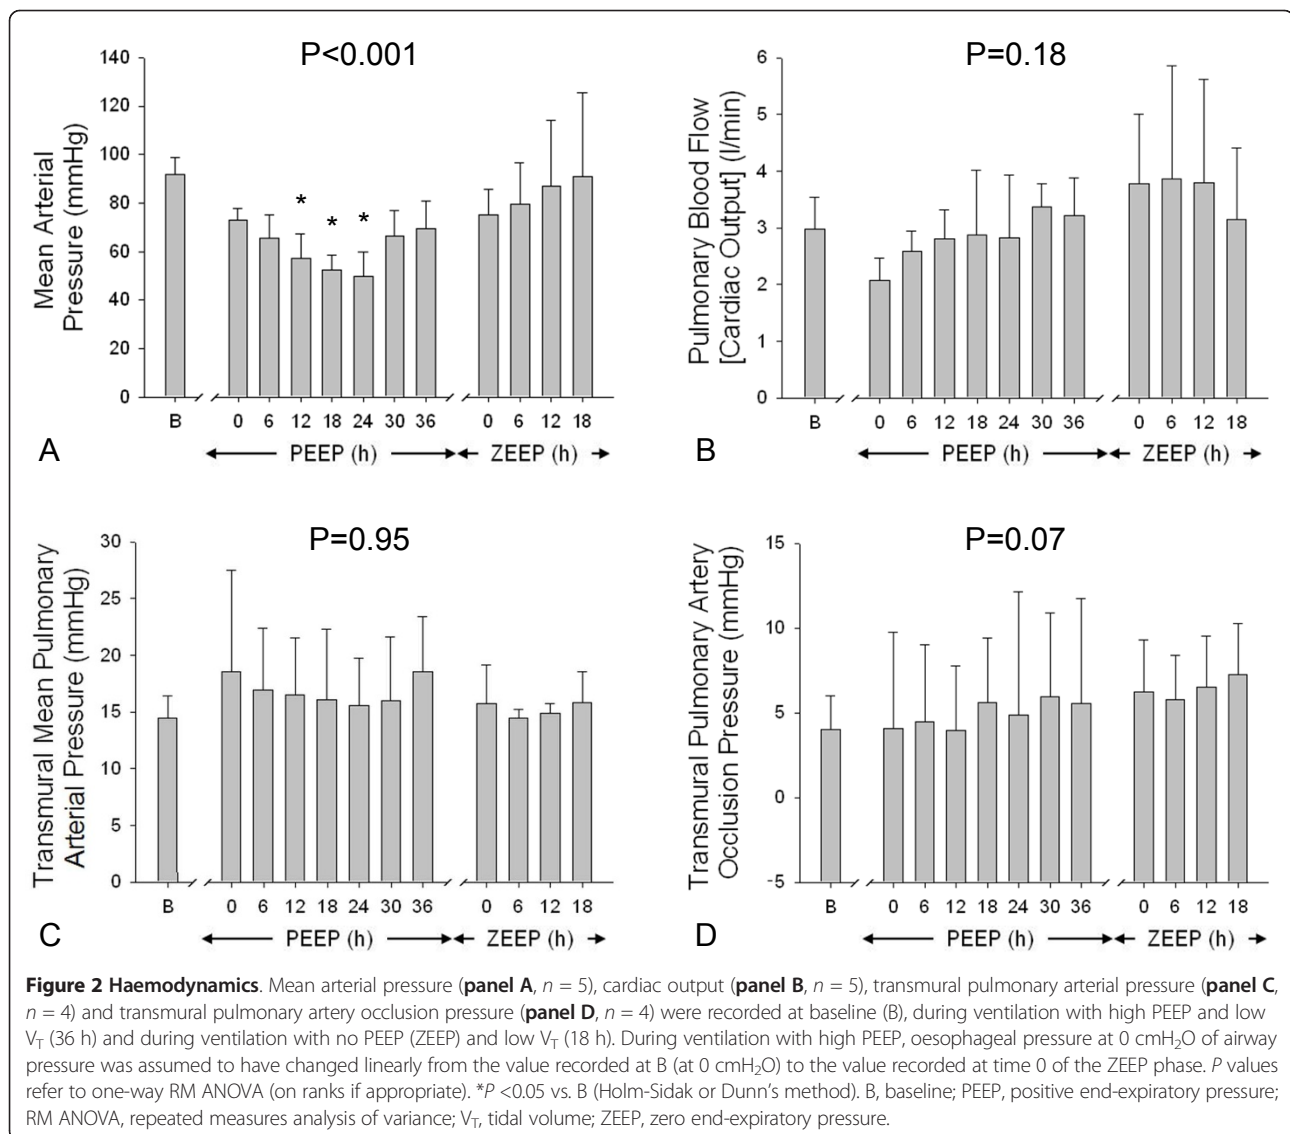 P<0.001
Mean Arterial
Pressure (mmHg)
140
120
100
80
60
40
20
0
* * *
B 0 6 12 18 24 30 36 0 6 12 18
PEEP (h) ZEEP (h)
A
P=0.18
Pulmonary Blood Flow
[Cardiac Output] (l/min)
6
5
4
3
2
1
0
B 0 6 12 18 24 30 36 0 6 12 18
PEEP (h) ZEEP (h)
B
P=0.95
Transmural Mean Pulmonary
Arterial Pressure (mmHg)
30
25
20
15
10
5
0
B 0 6 12 18 24 30 36 0 6 12 18
PEEP (h) ZEEP (h)
C
P=0.07
Transmural Pulmonary Artery
Occlusion Pressure (mmHg)
15
10
5
0
-5
B 0 6 12 18 24 30 36 0 6 12 18
PEEP (h) ZEEP (h)
D
Figure 2 Haemodynamics. Mean arterial pressure (panel A, n = 5), cardiac output (panel B, n = 5), transmural pulmonary arterial pressure (panel C,
n = 4) and transmural pulmonary artery occlusion pressure (panel D, n = 4) were recorded at baseline (B), during ventilation with high PEEP and low
VT (36 h) and during ventilation with no PEEP (ZEEP) and low VT (18 h). During ventilation with high PEEP, oesophageal pressure at 0 cmH2O of airway
pressure was assumed to have changed linearly from the value recorded at B (at 0 cmH2O) to the value recorded at time 0 of the ZEEP phase. P values
refer to one-way RM ANOVA (on ranks if appropriate). *P <0.05 vs. B (Holm-Sidak or Dunn's method). B, baseline; PEEP, positive end-expiratory pressure;
RM ANOVA, repeated measures analysis of variance; VT, tidal volume; ZEEP, zero end-expiratory pressure.